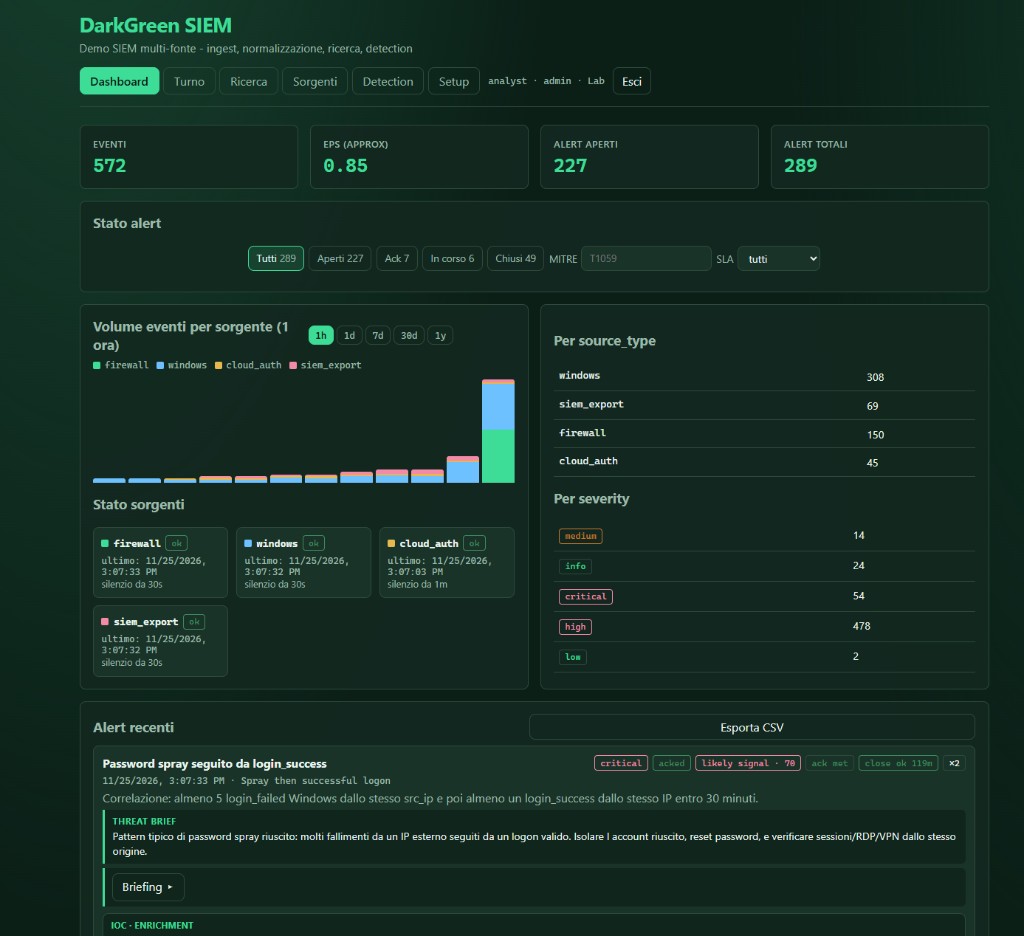 DarkGreen SIEM
Demo SIEM multi-fonte - ingest, normalizzazione, ricerca, detection
Dashboard Turno Ricerca Sorgenti Detection Setup analyst · admin · Lab Esci
EVENTI
572
EPS (APPROX)
0.85
ALERT APERTI
227
ALERT TOTALI
289
Stato alert
Tutti 289 Aperti 227 Ack 7 In corso 6 Chiusi 49 MITRE T1059 SLA tutti
Volume eventi per sorgente (1
ora)
1h 1d 7d 30d 1y
firewall windows cloud_auth siem_export
Stato sorgenti
firewall ok
ultimo: 11/25/2026,
3:07:33 PM
silenzio da 30s
windows ok
ultimo: 11/25/2026,
3:07:32 PM
silenzio da 30s
cloud_auth ok
ultimo: 11/25/2026,
3:07:03 PM
silenzio da 1m
siem_export ok
ultimo: 11/25/2026,
3:07:32 PM
silenzio da 30s
Per source_type
windows 308
siem_export 69
firewall 150
cloud_auth 45
Per severity
medium 14
info 24
critical 54
high 478
low 2
Alert recenti
Esporta CSV
Password spray seguito da login_success critical acked likely signal · 70 ack met close ok 119m ×2
11/25/2026, 3:07:33 PM · Spray then successful logon
Correlazione: almeno 5 login_failed Windows dallo stesso src_ip e poi almeno un login_success dallo stesso IP entro 30 minuti.
THREAT BRIEF
Pattern tipico di password spray riuscito: molti fallimenti da un IP esterno seguiti da un logon valido. Isolare l account riuscito, reset password, e verificare sessioni/RDP/VPN dallo stesso
origine.
Briefing ▸
IOC · ENRICHMENT